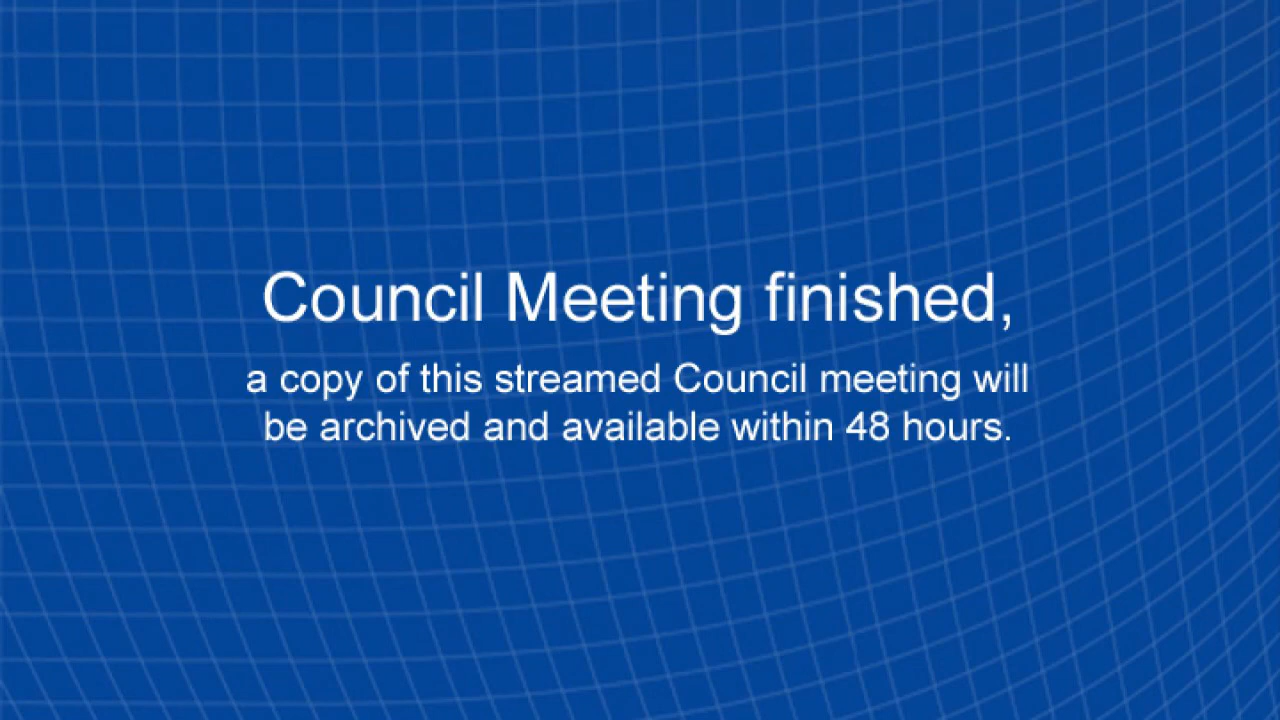 Council Meeting finished,
a copy of this streamed Council meeting will
be archived and available within 48 hours.